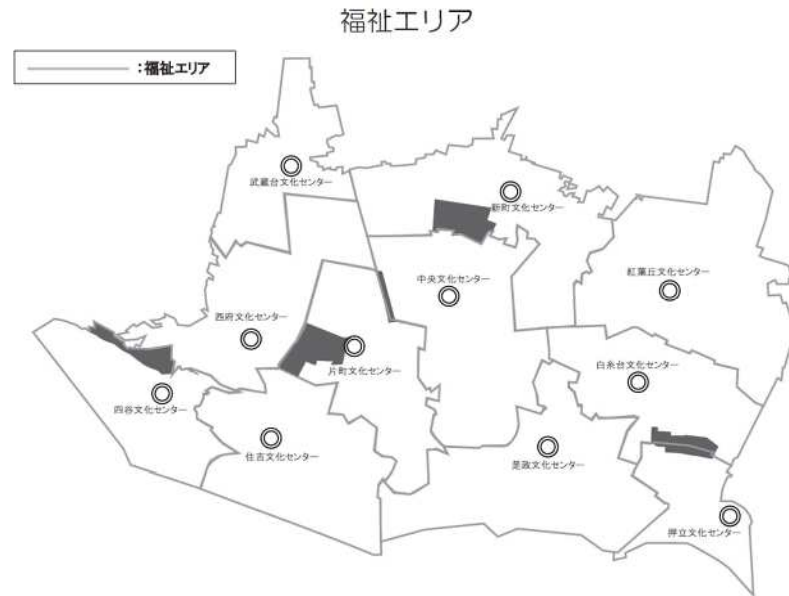 福祉エリア
:福祉エリア
武蔵台文化センター
新町文化センター
中央文化センター
紅葉丘文化センター
西府文化センター
片町文化センター
白糸台文化センター
四谷文化センター
住吉文化センター
是政文化センター
押立文化センター